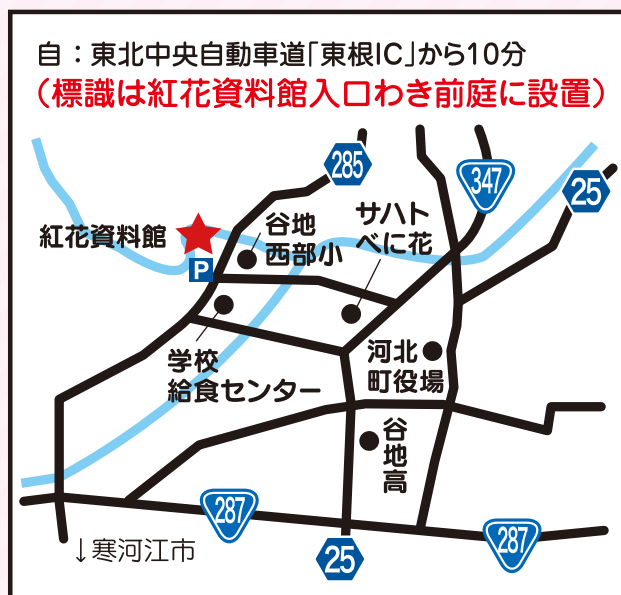 自：東北中央自動車道｢東根IC｣から10分
（標識は紅花資料館入口わき前庭に設置）
285
347
25
サハト
べに花
谷地
西部小
紅花資料館
P
河北
町役場
学校
給食センター
谷地高
287
287
25
↓寒河江市